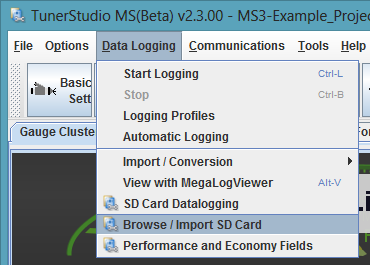 TunerStudio MS(Beta) v2.3.00 - MS3-Example_Proje
File Options Data Logging Communications Tools Help
Basic
Sett
Start Logging Ctrl-L
Stop Ctrl-B
Logging Profiles
Automatic Logging
Gauge Cluster
Import / Conversion
View with MegaLogViewer Alt-V
SD Card Datalogging
Browse / Import SD Card
Performance and Economy Fields